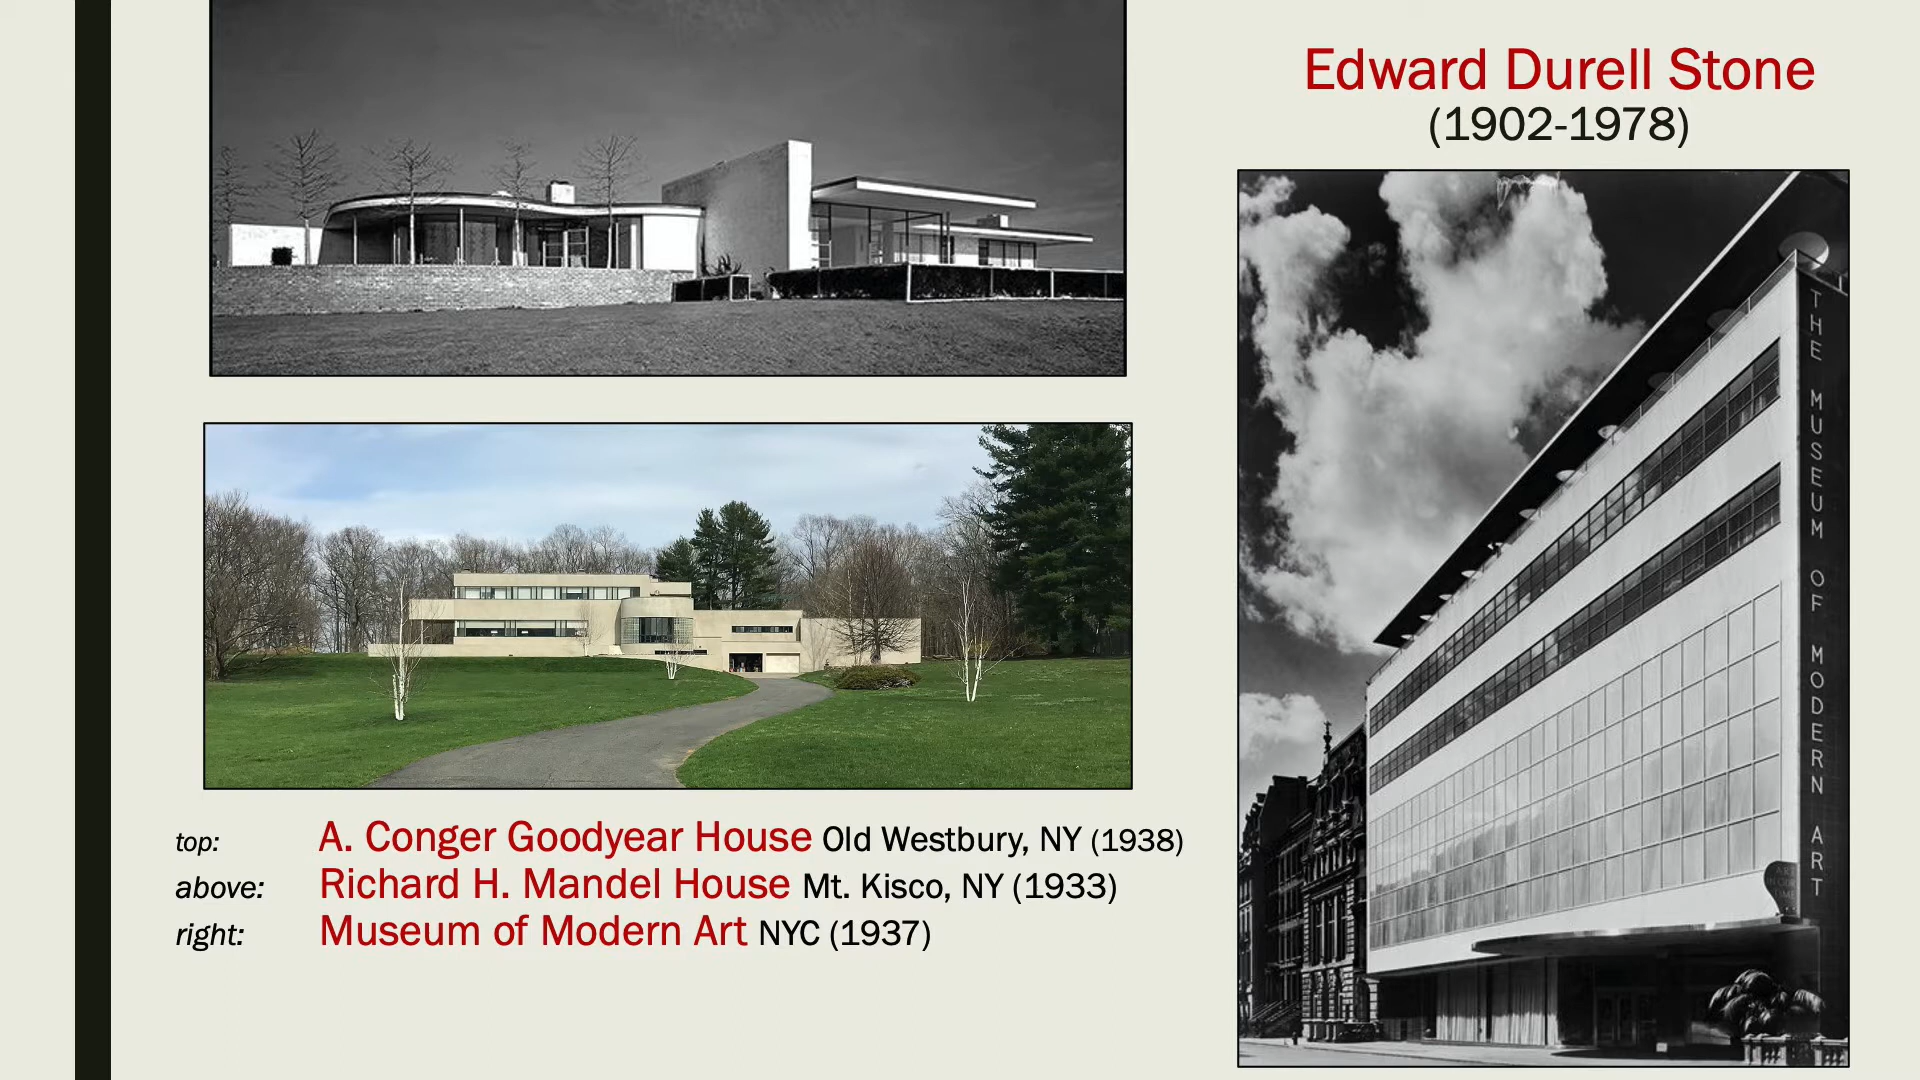 Edward Durell Stone
(1902-1978)
THE MUSEUM OF MODERN ART
top: A. Conger Goodyear House Old Westbury, NY (1938)
above: Richard H. Mandel House Mt. Kisco, NY (1933)
right: Museum of Modern Art NYC (1937)